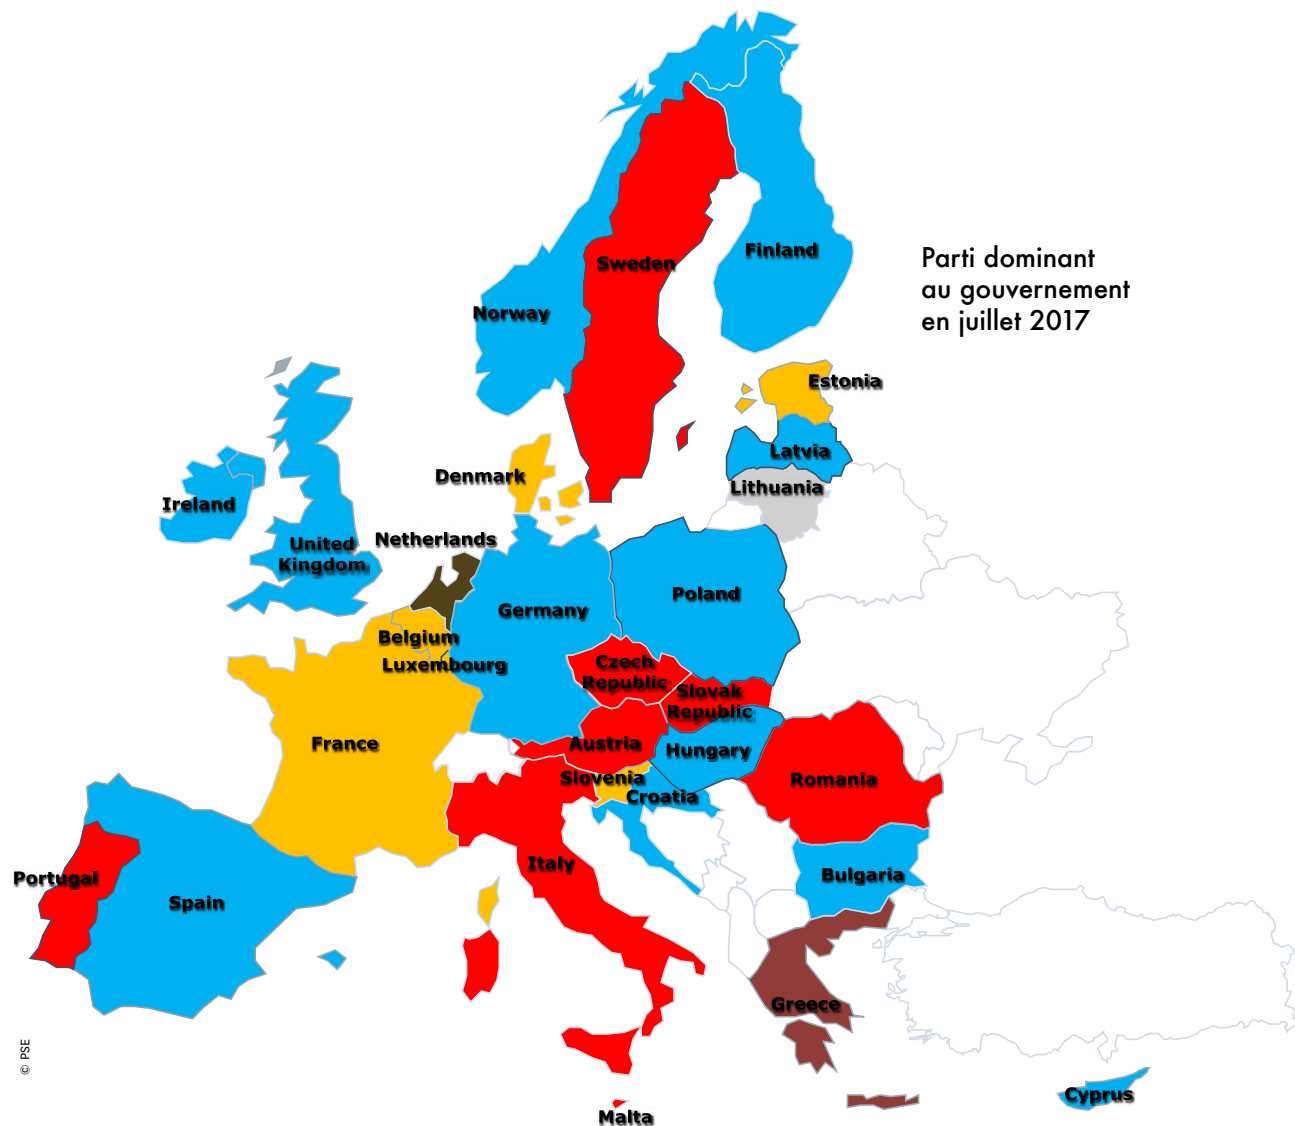 Finland
Sweden
Parti dominant
au gouvernement
en juillet 2017
Norway
Estonia
Latvia
Denmark
Lithuania
Ireland
United
Kingdom
Netherlands
Poland
Germany
Belgium
Luxembourg
Czech
Republic
Slovak
Republic
France
Austria
Hungary
Slovenia
Croatia
Romania
Italy
Bulgaria
Portugal
Spain
Greece
© PSE
Cyprus
Malta